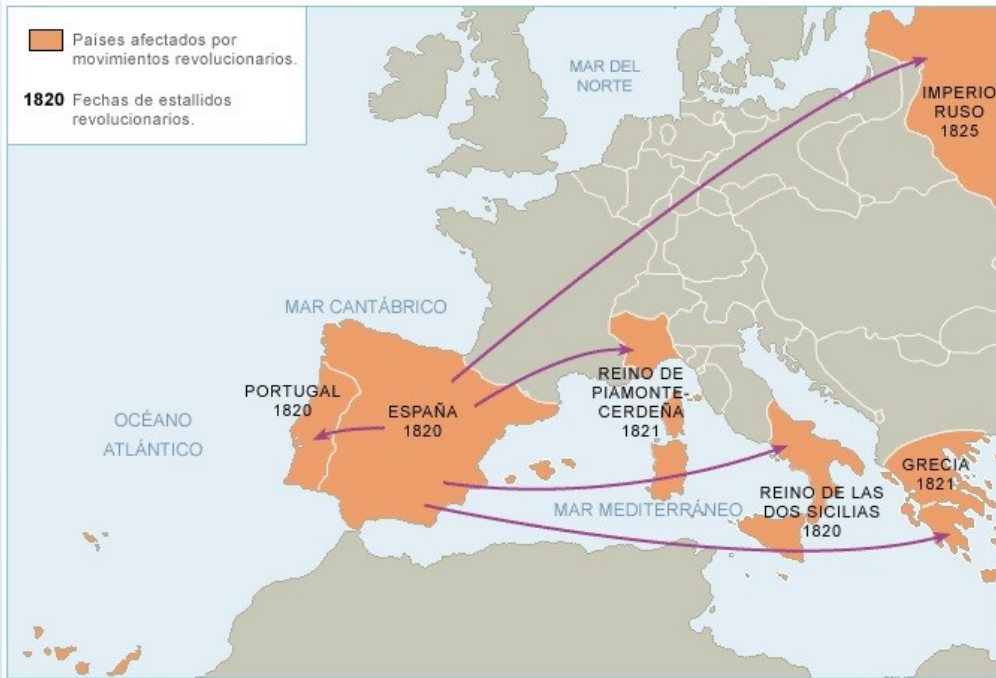 Países afectados por
movimientos revolucionarios.
1820 Fechas de estallidos
revolucionarios.
MAR DEL
NORTE
IMPERIO
RUSO
1825
MAR CANTÁBRICO
PORTUGAL
1820
ESPAÑA
1820
REINO DE
PIAMONTE-
CERDEÑA
1821
OCÉANO
ATLÁNTICO
GRECIA
1821
MAR MEDITERRÁNEO
REINO DE LAS
DOS SICILIAS
1820